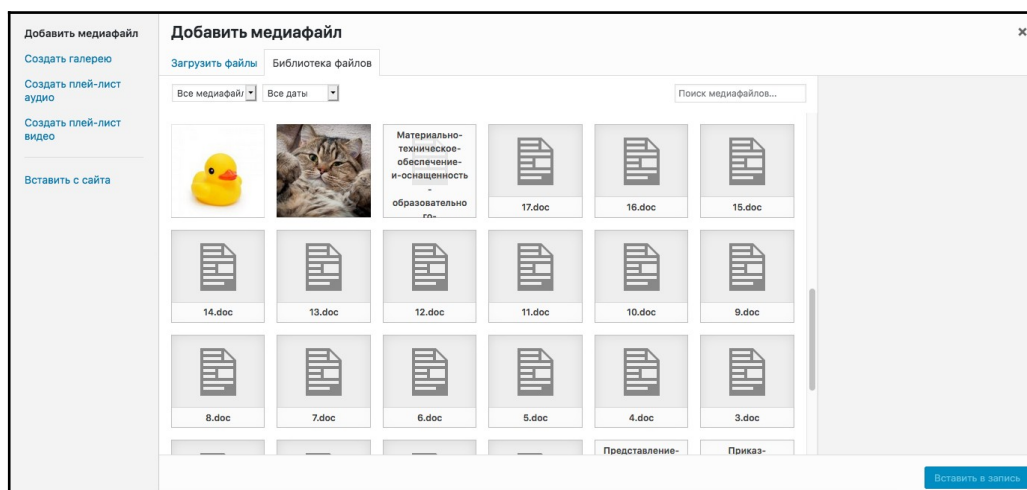 Добавить медиафайл
Создать галерею
Создать плей-лист
аудио
Создать плей-лист
видео
Вставить с сайта
Добавить медиафайл
×
Загрузить файлы
Библиотека файлов
Все медиафай
Все даты
Поиск медиафайлов...
Материально-
техническое-
обеспечение-
и-оснащенность
-
образовательно
го-
17.doc
16.doc
15.doc
14.doc
13.doc
12.doc
11.doc
10.doc
9.doc
8.doc
7.doc
6.doc
5.doc
4.doc
3.doc
Представление-
Приказ-
Вставить в запись